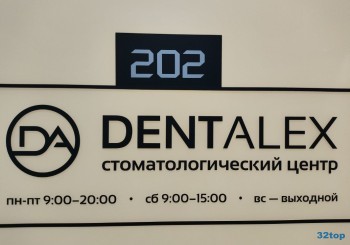 202
DA
DENTALEX
стоматологический центр
пн-пт 9:00–20:00 · сб 9:00–15:00 · вс – выходной
32top